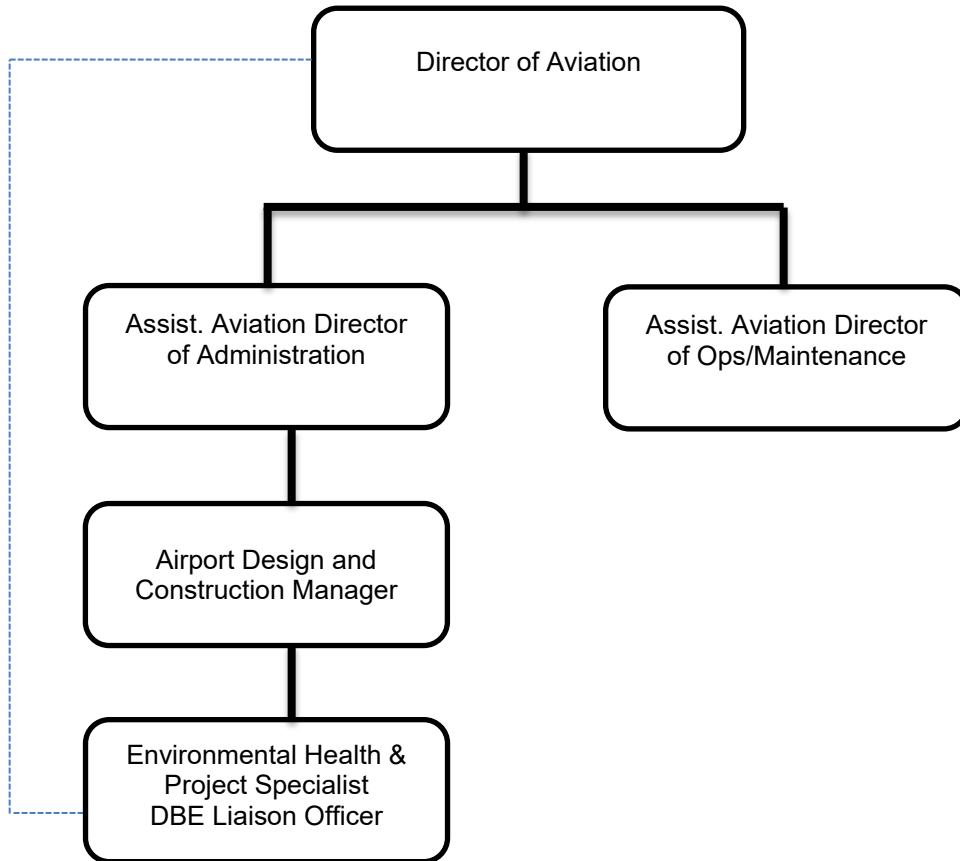 Director of Aviation
Assist. Aviation Director
of Administration
Assist. Aviation Director
of Ops/Maintenance
Airport Design and
Construction Manager
Environmental Health &
Project Specialist
DBE Liaison Officer